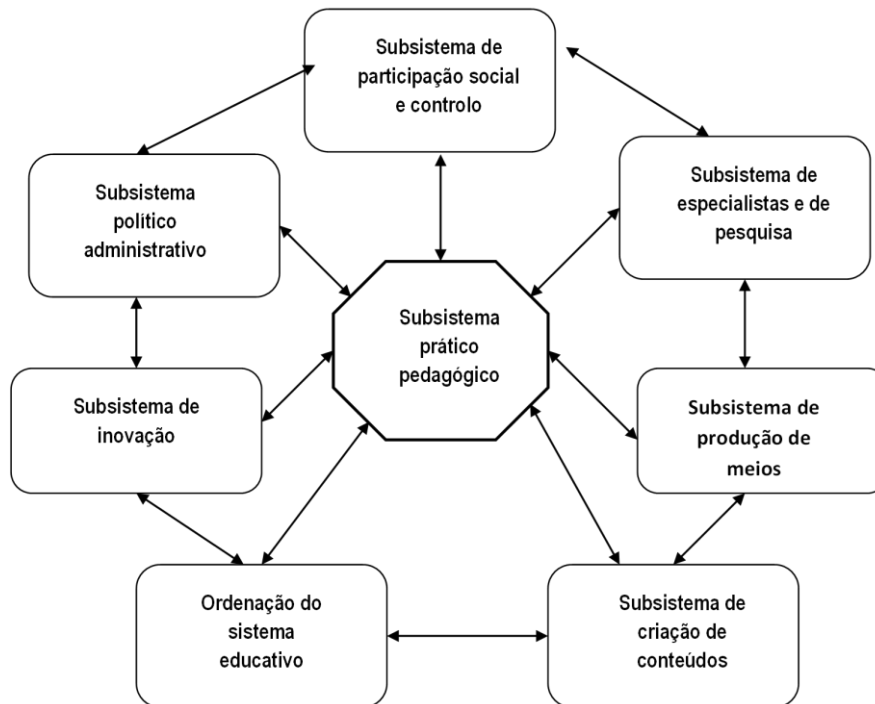 Subsistema de
participação social
e controlo
Subsistema
político
administrativo
Subsistema de
especialistas e de
pesquisa
Subsistema
prático
pedagógico
Subsistema de
inovação
Subsistema de
produção de
meios
Ordenação do
sistema
educativo
Subsistema de
criação de
conteúdos